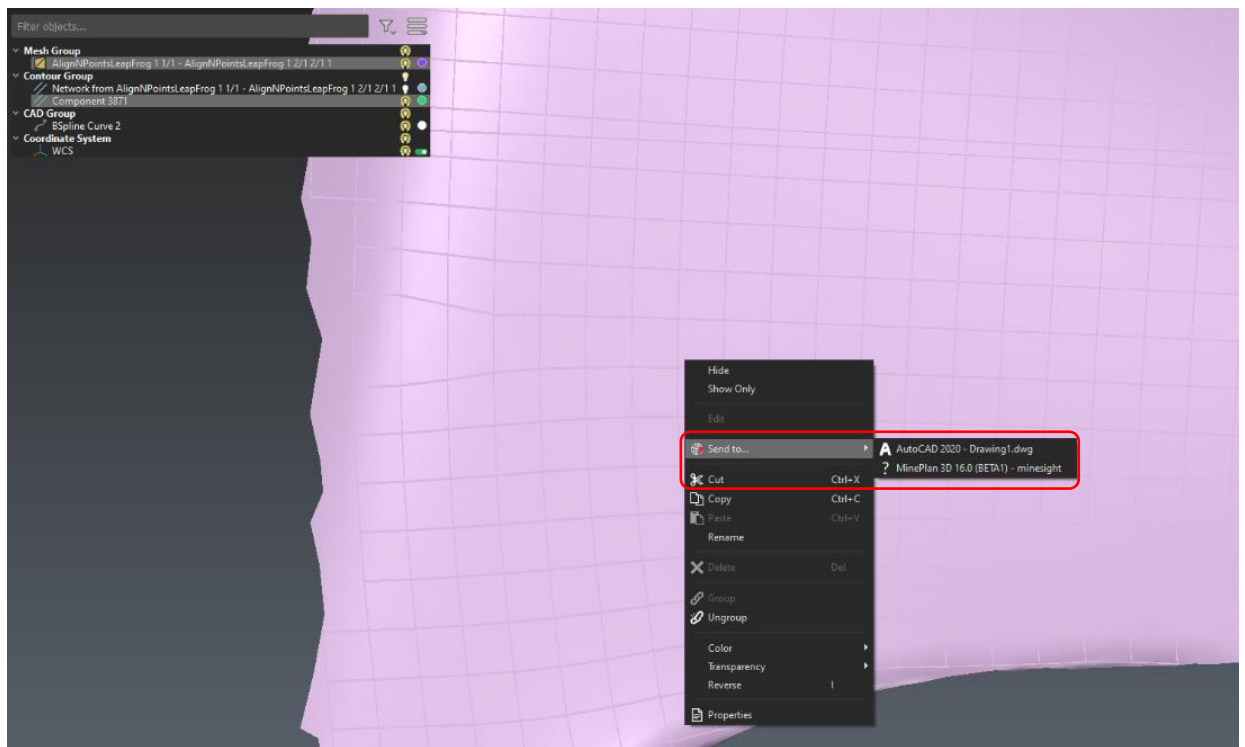 Filter objects...
Mesh Group
AlignNPointsLeapFrog 1 1/1 - AlignNPointsLeapFrog 1 2/1 2/1 1
Contour Group
Network from AlignNPointsLeapFrog 1 1/1 - AlignNPointsLeapFrog 1 2/1 2/1 1
Component 3871
CAD Group
BSpline Curve 2
Coordinate System
WCS
Hide
Show Only
Edit
Send to...
A AutoCAD 2020 - Drawing1.dwg
? MinePlan 3D 16.0 (BETA1) - minesight
Cut Ctrl+X
Copy Ctrl+C
Paste Ctrl+V
Rename
Delete Del
Group
Ungroup
Color
Transparency
Reverse I
Properties